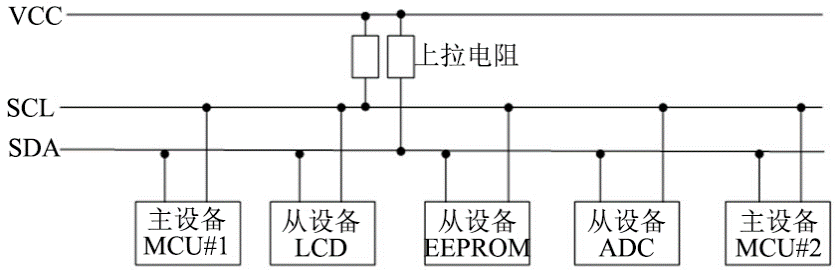 VCC
上拉电阻
SCL
SDA
主设备
MCU#1
从设备
LCD
从设备
EEPROM
从设备
ADC
主设备
MCU#2